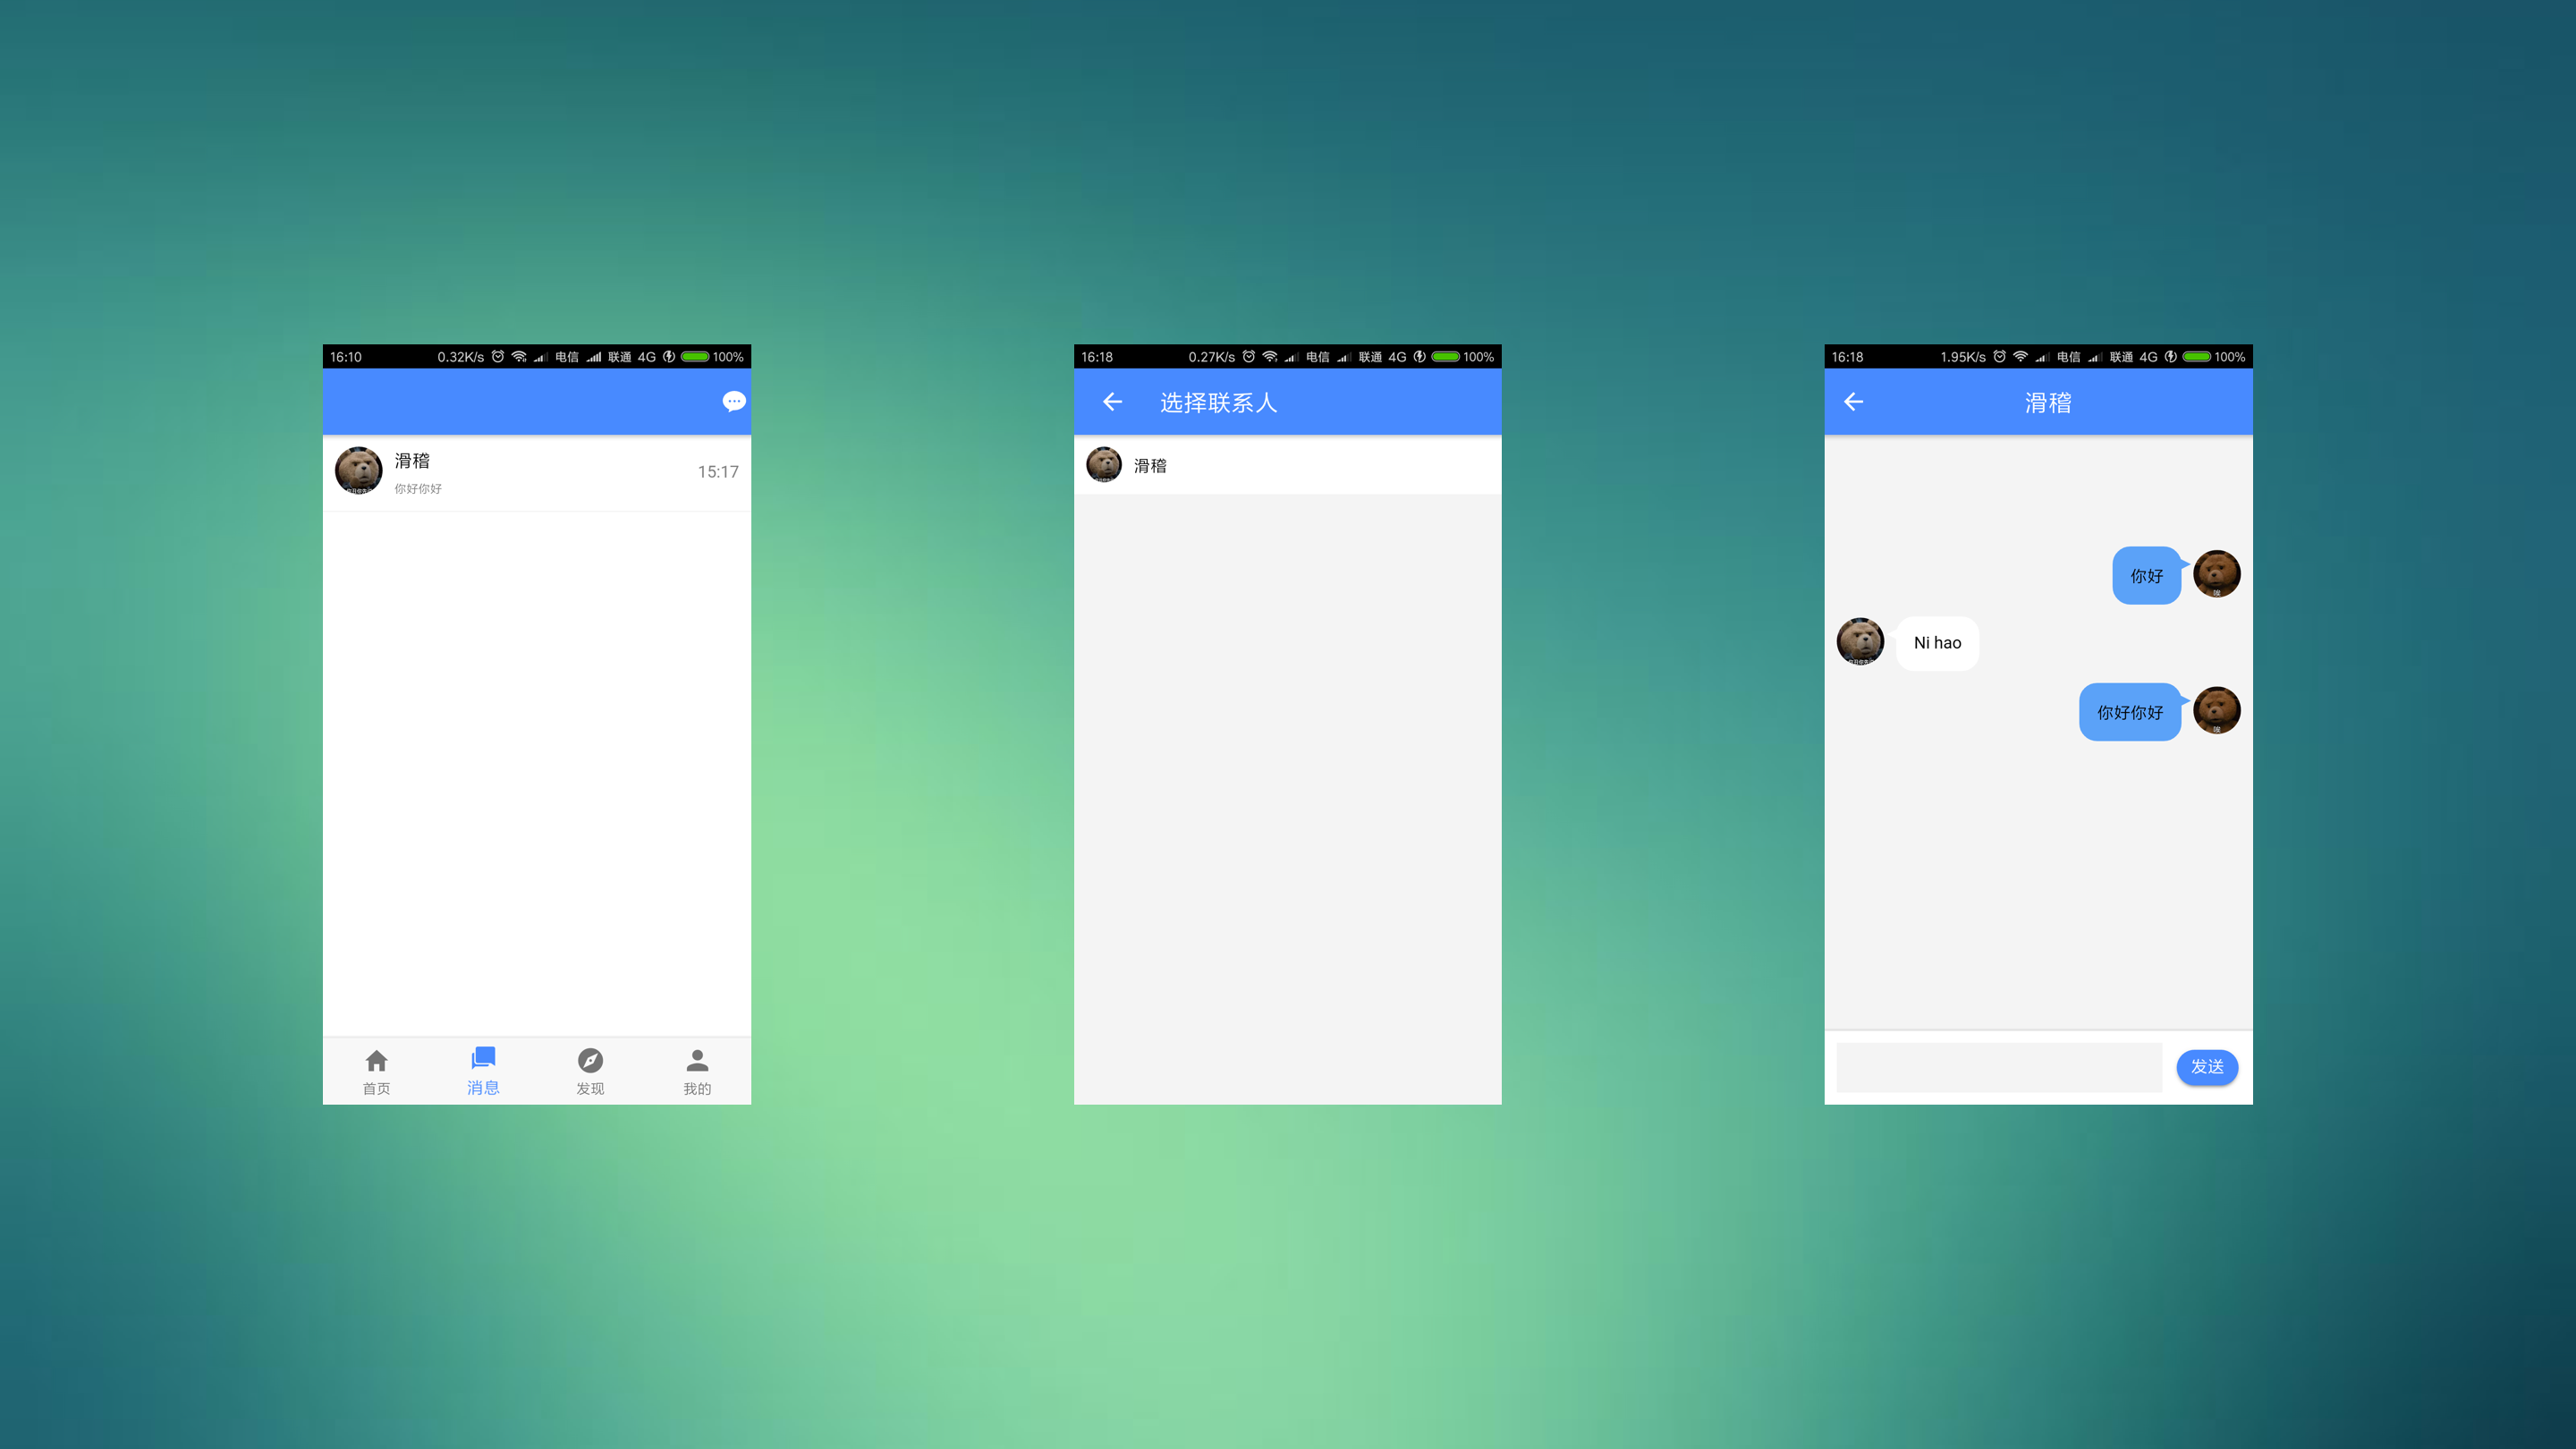 16:10 0.32K/s 电信 联通 4G 100%
滑稽
你好你好
15:17
首页 消息 发现 我的
16:18 0.27K/s 电信 联通 4G 100%
选择联系人
滑稽
16:18 1.95K/s 电信 联通 4G 100%
滑稽
你好
唉
Ni hao
你好你好
唉
发送